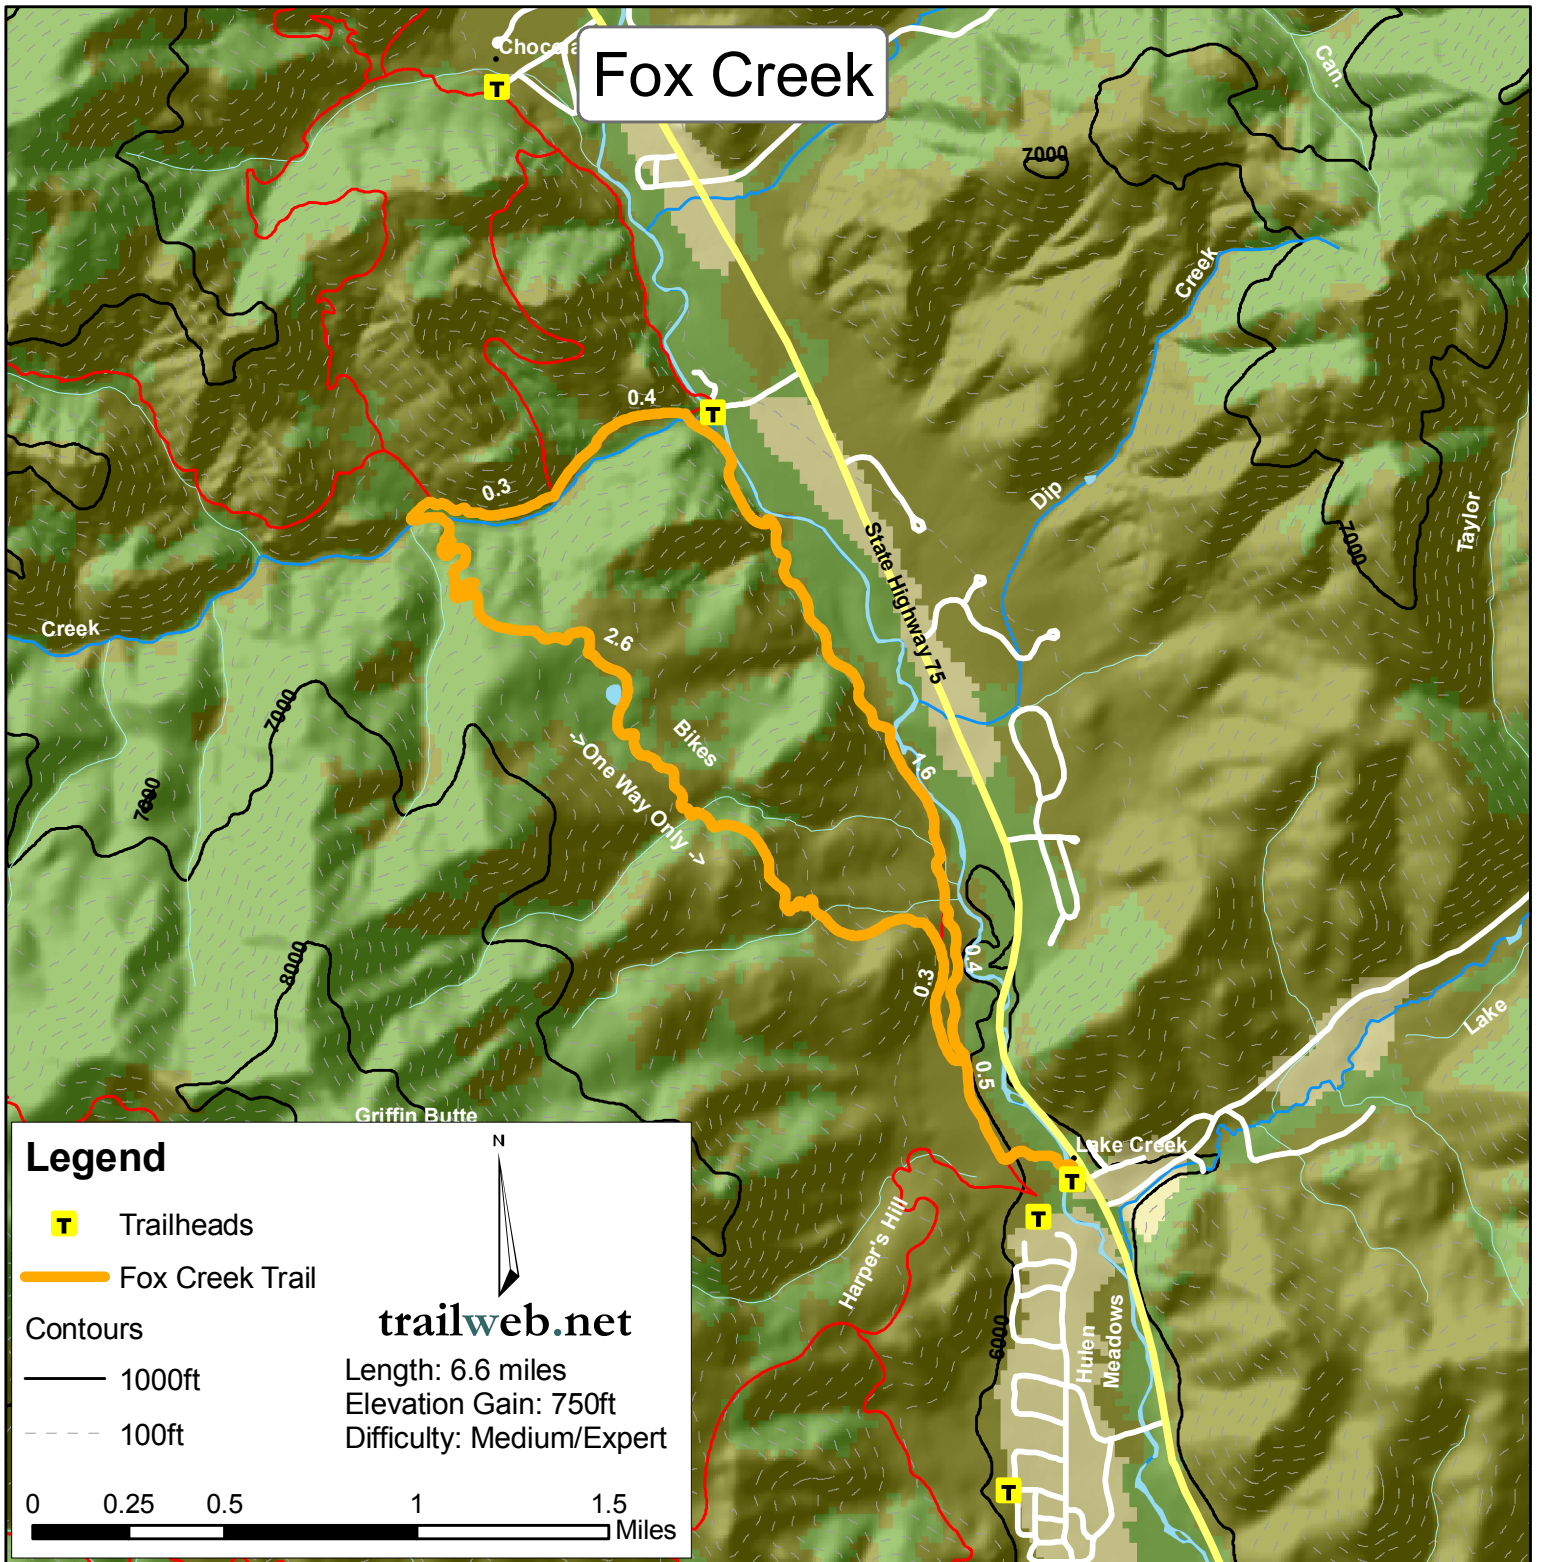 Fox Creek
Can.
7000
Creek
0.4
0.3
Dip
Taylor
7000
State Highway 75
Creek
2.6
7000
Bikes
->One Way Only ->
1.6
7000
8000
0.4
0.3
Lake
0.5
Griffin Butte
Lake Creek
Harper's Hill
6000
Hulen
Meadows
Legend
N
T Trailheads
Fox Creek Trail
trailweb.net
Contours
1000ft
100ft
Length: 6.6 miles
Elevation Gain: 750ft
Difficulty: Medium/Expert
0 0.25 0.5 1 1.5
Miles
T
T
T
T
T